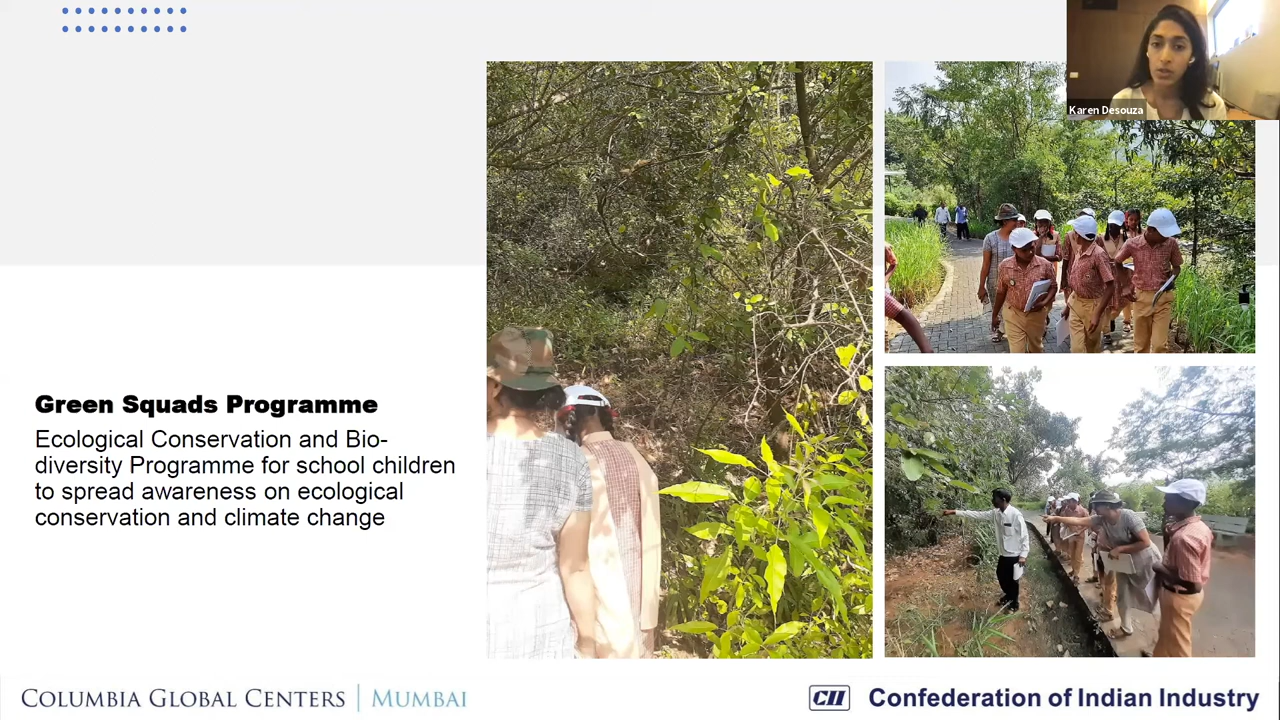 Karen Desouza
Green Squads Programme
Ecological Conservation and Bio-
diversity Programme for school children
to spread awareness on ecological
conservation and climate change
COLUMBIA GLOBAL CENTERS | MUMBAI
CII Confederation of Indian Industry